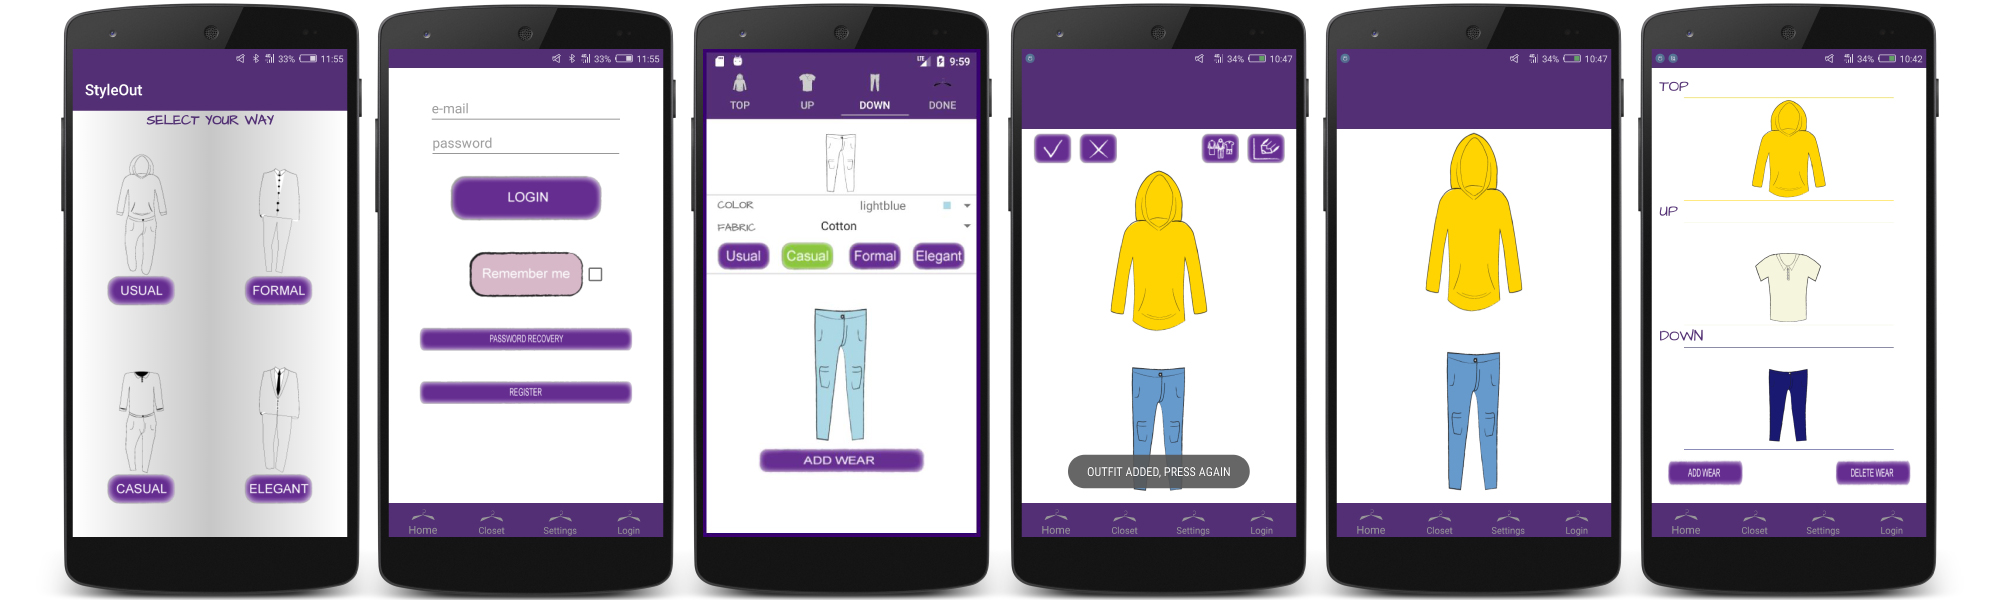 33% 11:55
StyleOut
SELECT YOUR WAY
USUAL
FORMAL
CASUAL
ELEGANT
33% 11:55
e-mail
password
LOGIN
Remember me
PASSWORD RECOVERY
REGISTER
Home Closet Settings Login
LTE 9:59
TOP UP DOWN DONE
COLOR lightblue
FABRIC Cotton
Usual Casual Formal Elegant
ADD WEAR
34% 10:47
OUTFIT ADDED, PRESS AGAIN
Home Closet Settings Login
34% 10:47
Home Closet Settings Login
34% 10:42
TOP
UP
DOWN
ADD WEAR DELETE WEAR
Home Closet Settings Login